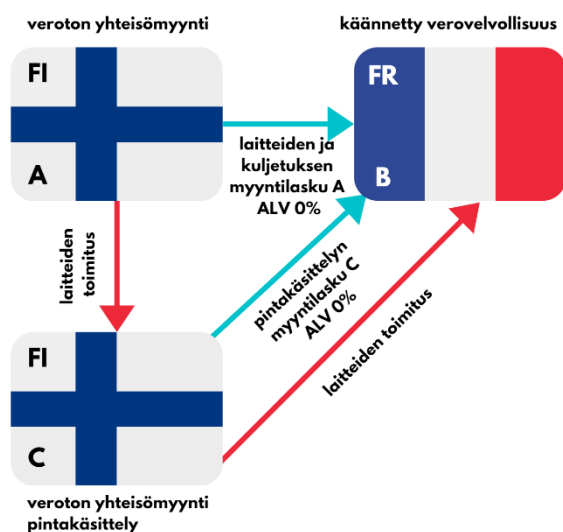 veroton yhteisömyynti
käännetty verovelvollisuus
FI
A
FR
B
laitteiden ja
kuljetuksen
myyntilasku A
ALV 0%
laitteiden
toimitus
pintakäsittelyn
myyntilasku C
ALV 0%
laitteiden toimitus
FI
C
veroton yhteisömyynti
pintakäsittely